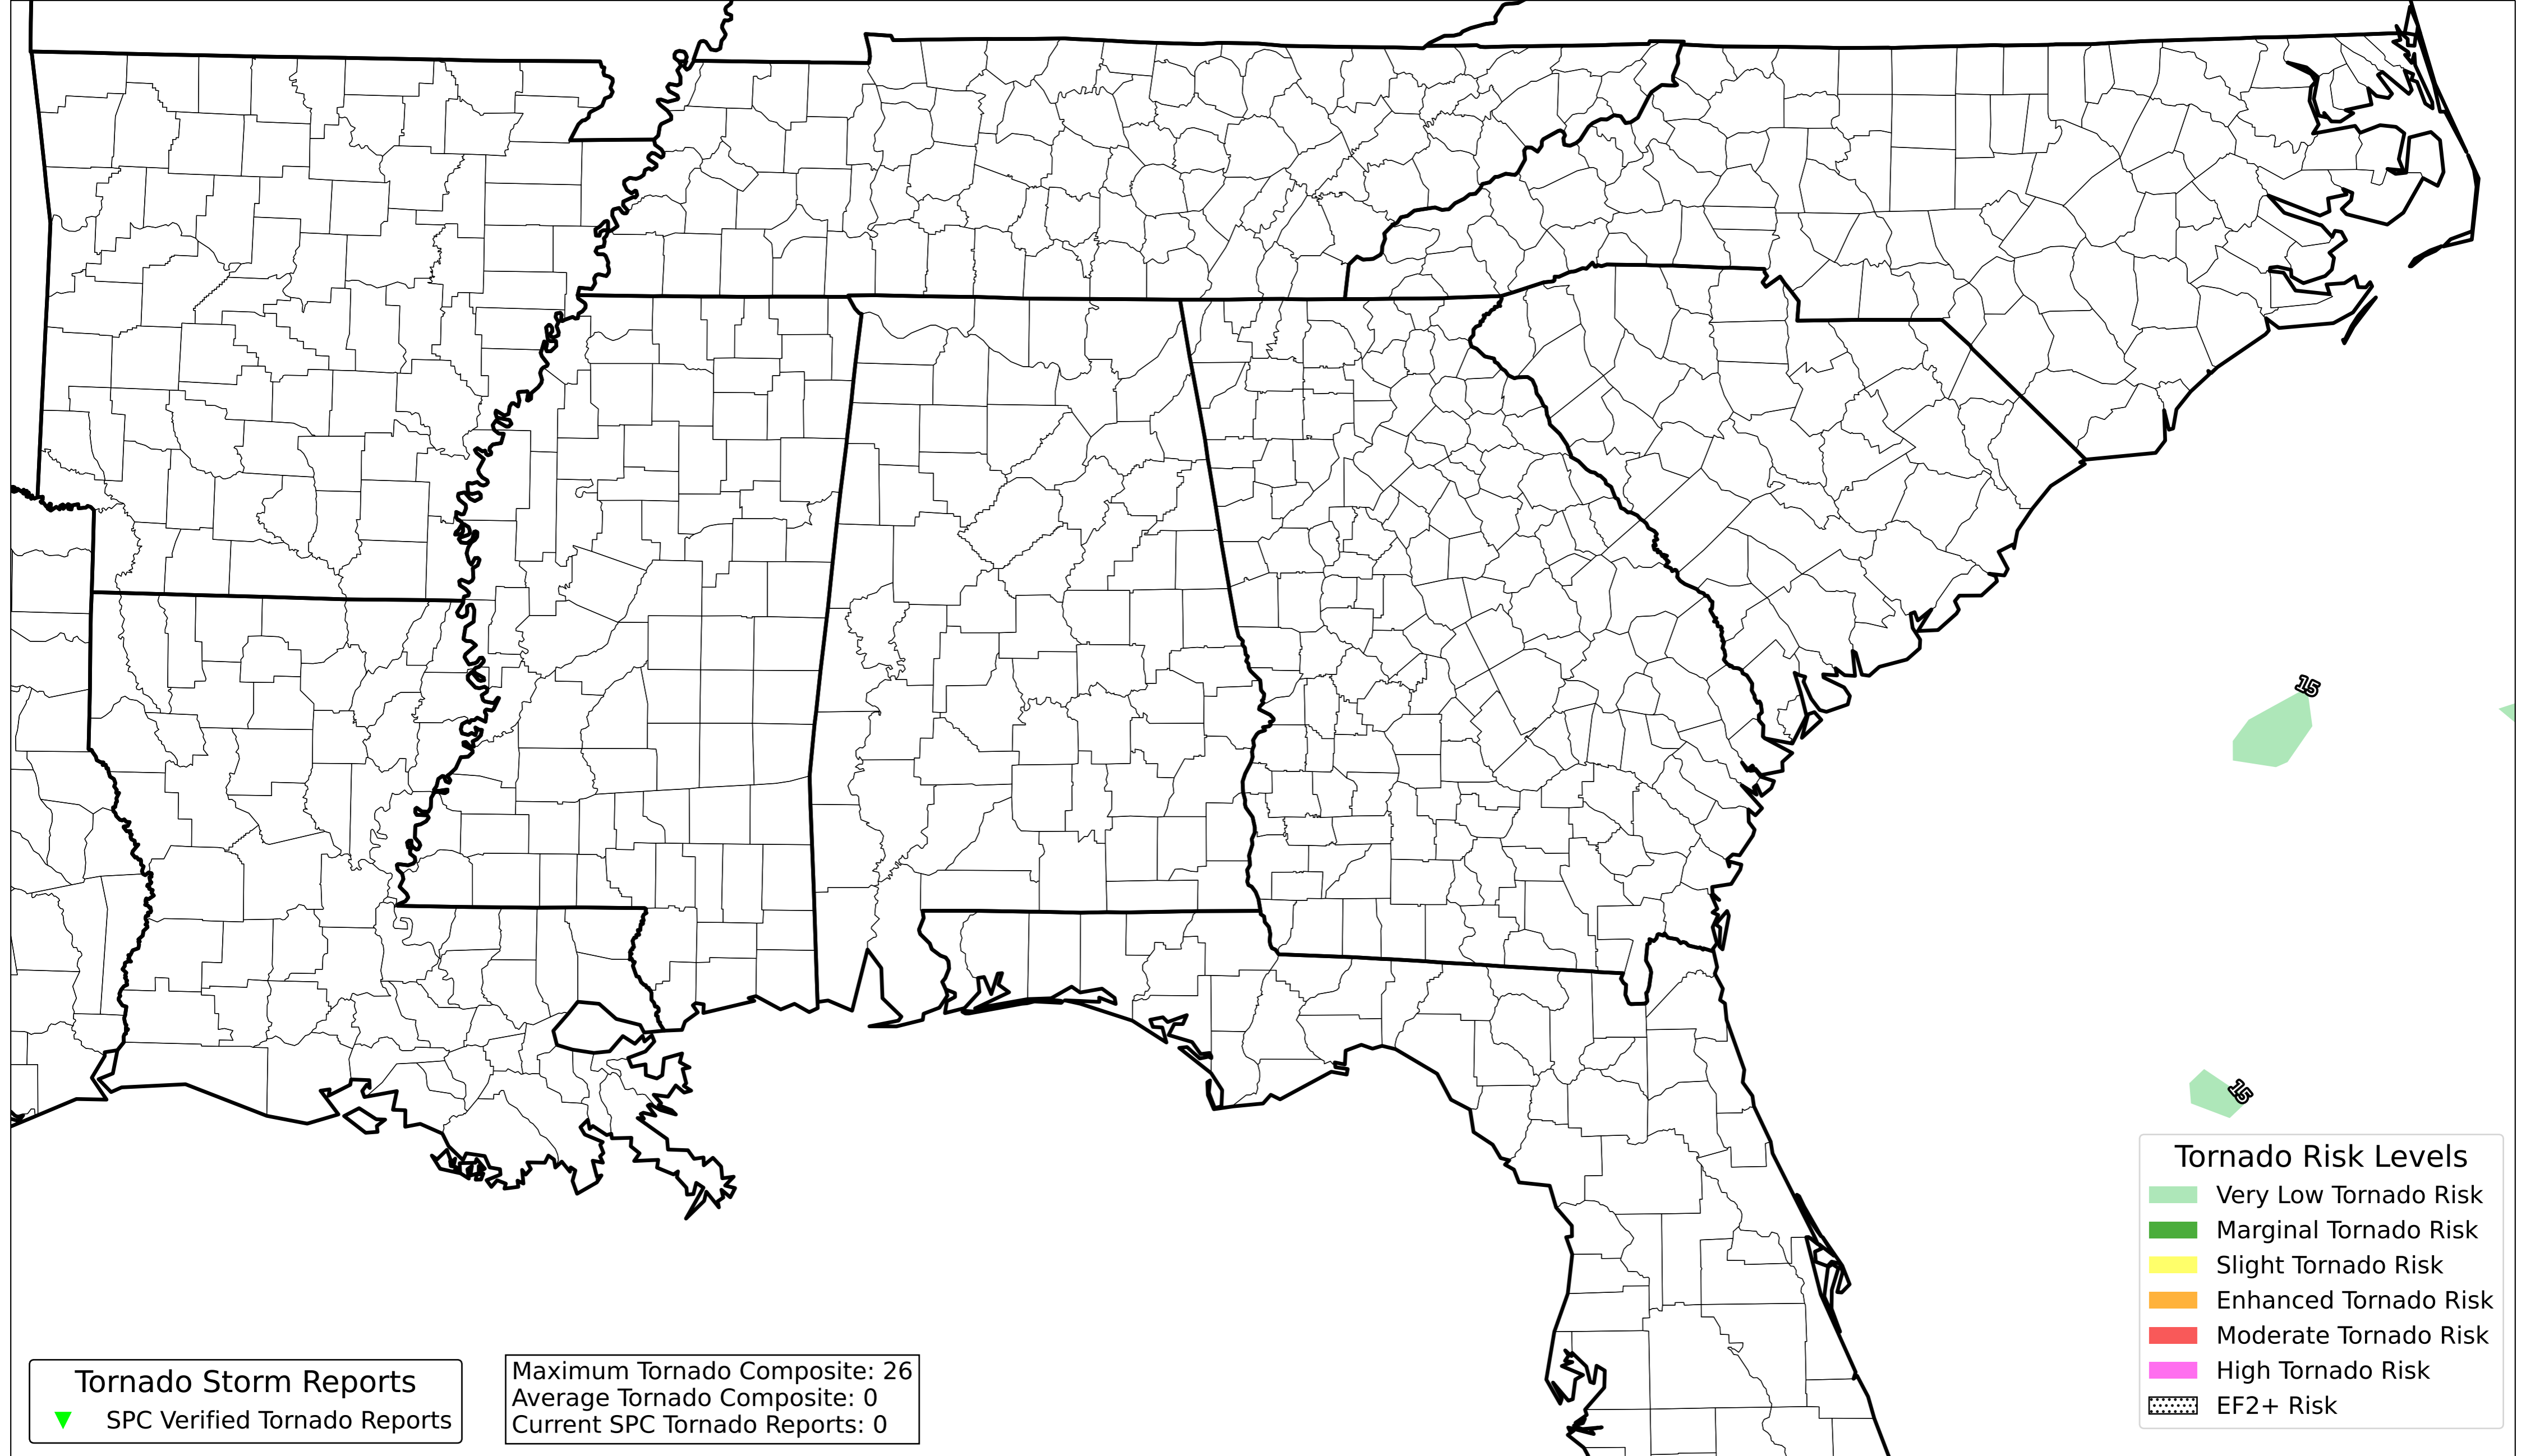 15
15
Tornado Risk Levels
Very Low Tornado Risk
Marginal Tornado Risk
Slight Tornado Risk
Enhanced Tornado Risk
Moderate Tornado Risk
High Tornado Risk
EF2+ Risk
Tornado Storm Reports
SPC Verified Tornado Reports
Maximum Tornado Composite: 26
Average Tornado Composite: 0
Current SPC Tornado Reports: 0